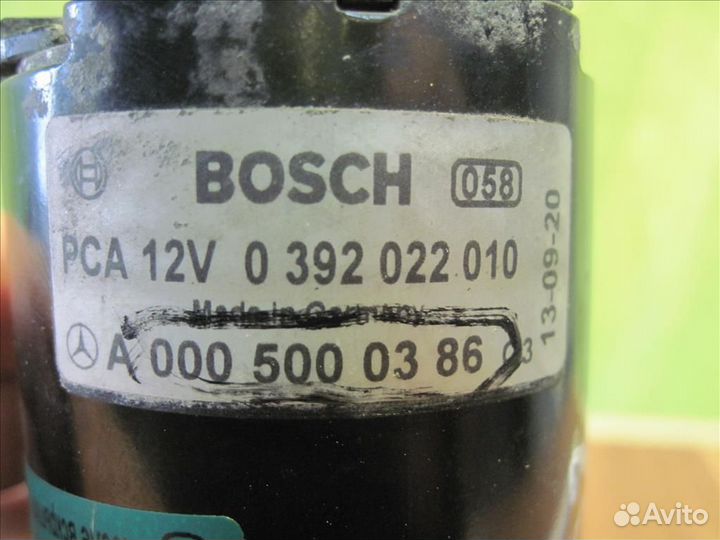 BOSCH 058
PCA 12V 0 392 022 010
Made in Germany
A 000 500 03 86 03
13-09-20
Avito